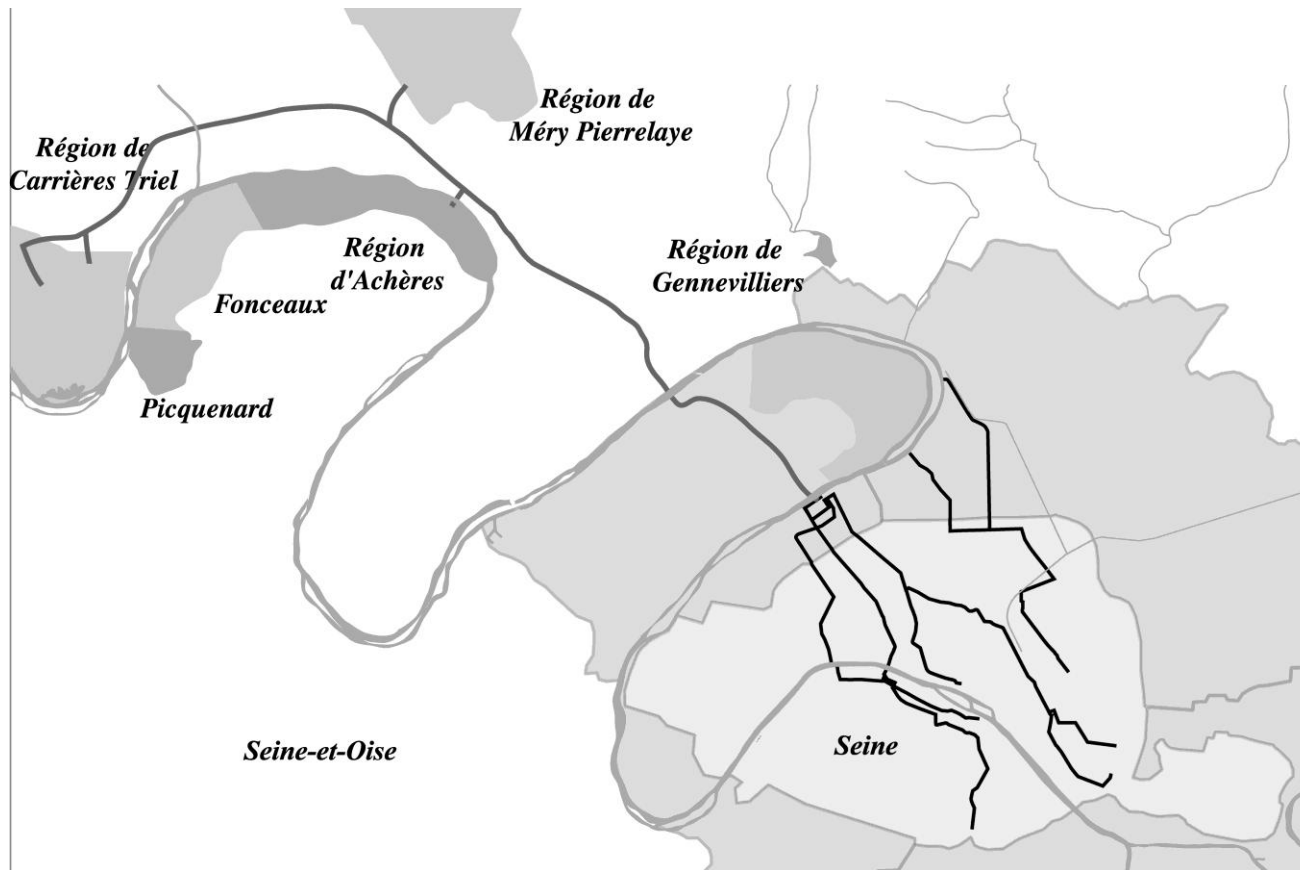 Région de
Méry Pierrelaye
Région de
Carrières Triel
Région
d'Achères
Région de
Gennevilliers
Fonceaux
Picquenard
Seine-et-Oise
Seine